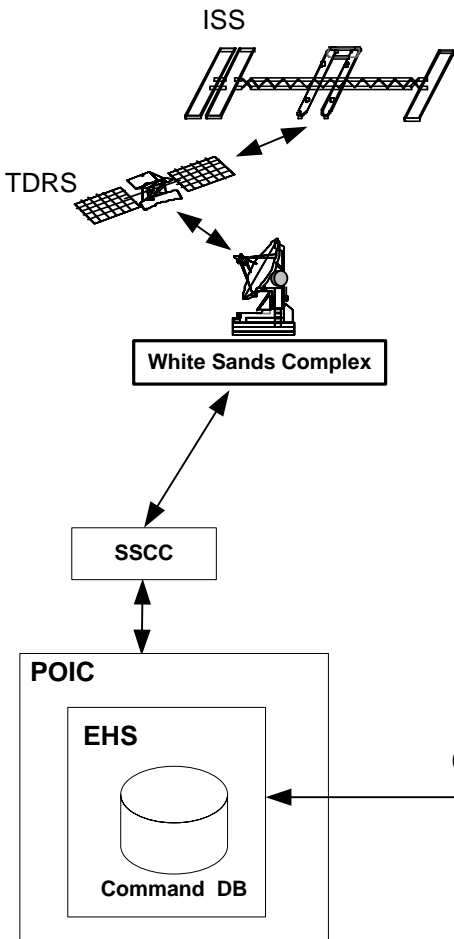 ISS
TDRS
White Sands Complex
SSCC
POIC
EHS
Command DB